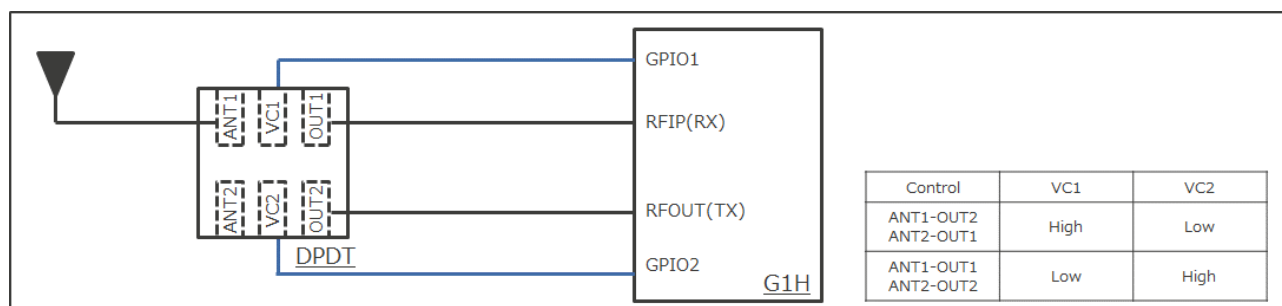 GPIO1
ANT1
VC1
OUT1
RFIP(RX)
ANT2
VC2
OUT2
RFOUT(TX)
DPDT
GPIO2
G1H
Control VC1 VC2
ANT1-OUT2
ANT2-OUT1
High Low
ANT1-OUT1
ANT2-OUT2
Low High